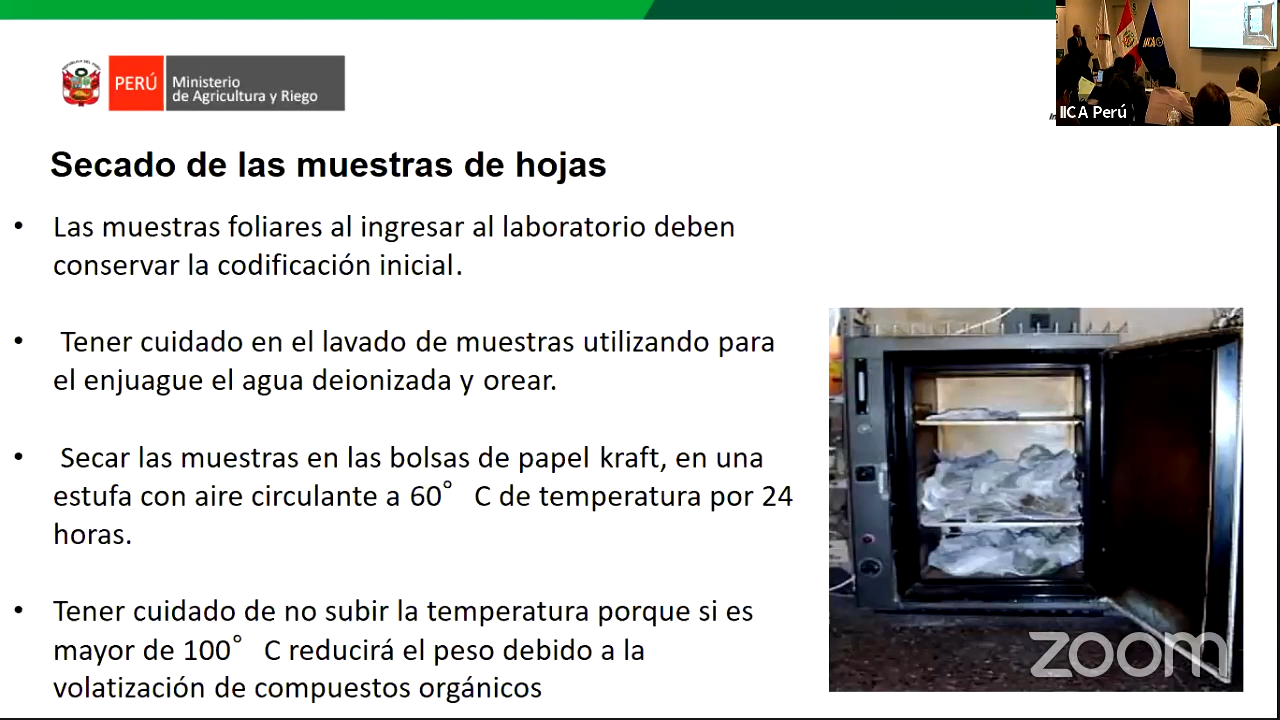 PERÚ
Ministerio
de Agricultura y Riego
IICA
IICA Perú
Secado de las muestras de hojas
• Las muestras foliares al ingresar al laboratorio deben
conservar la codificación inicial.
• Tener cuidado en el lavado de muestras utilizando para
el enjuague el agua deionizada y orear.
• Secar las muestras en las bolsas de papel kraft, en una
estufa con aire circulante a 60° C de temperatura por 24
horas.
• Tener cuidado de no subir la temperatura porque si es
mayor de 100° C reducirá el peso debido a la
volatización de compuestos orgánicos
zoom